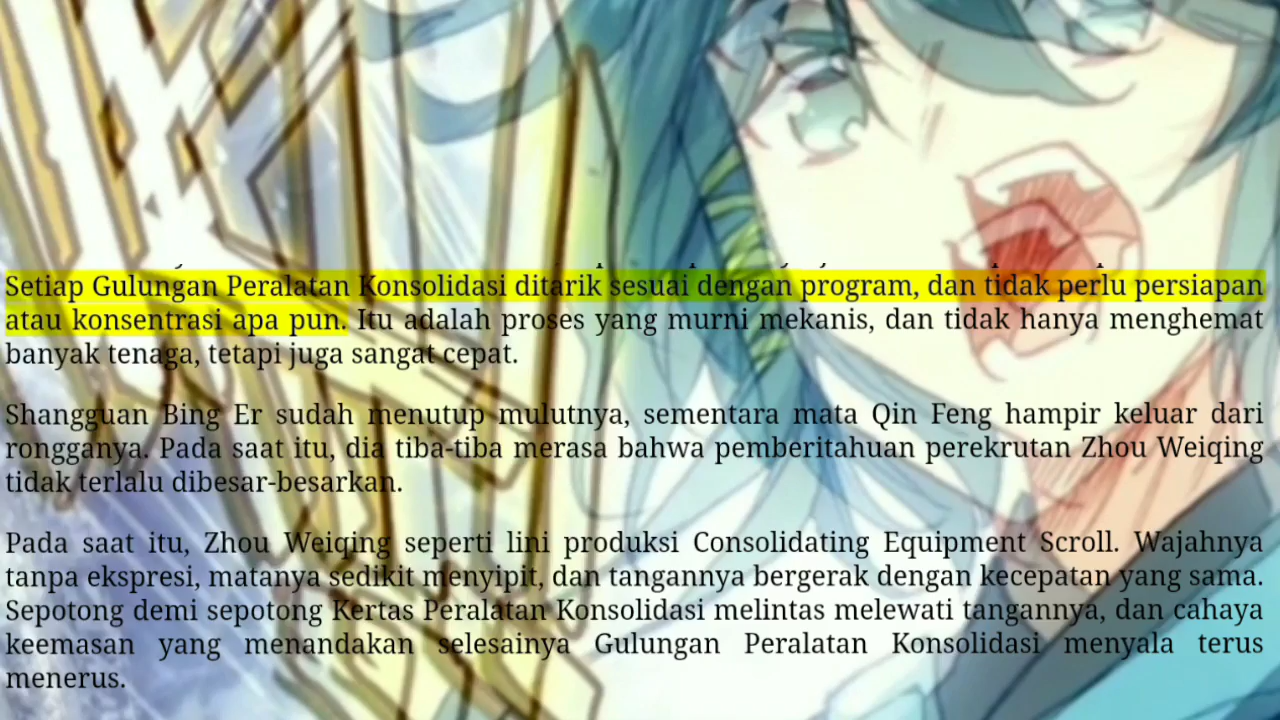 Setiap Gulungan Peralatan Konsolidasi ditarik sesuai dengan program, dan tidak perlu persiapan
atau konsentrasi apa pun. Itu adalah proses yang murni mekanis, dan tidak hanya menghemat
banyak tenaga, tetapi juga sangat cepat.
Shangguan Bing Er sudah menutup mulutnya, sementara mata Qin Feng hampir keluar dari
rongganya. Pada saat itu, dia tiba-tiba merasa bahwa pemberitahuan perekrutan Zhou Weiqing
tidak terlalu dibesar-besarkan.
Pada saat itu, Zhou Weiqing seperti lini produksi Consolidating Equipment Scroll. Wajahnya
tanpa ekspresi, matanya sedikit menyipit, dan tangannya bergerak dengan kecepatan yang sama.
Sepotong demi sepotong Kertas Peralatan Konsolidasi melintas melewati tangannya, dan cahaya
keemasan yang menandakan selesainya Gulungan Peralatan Konsolidasi menyala terus
menerus.